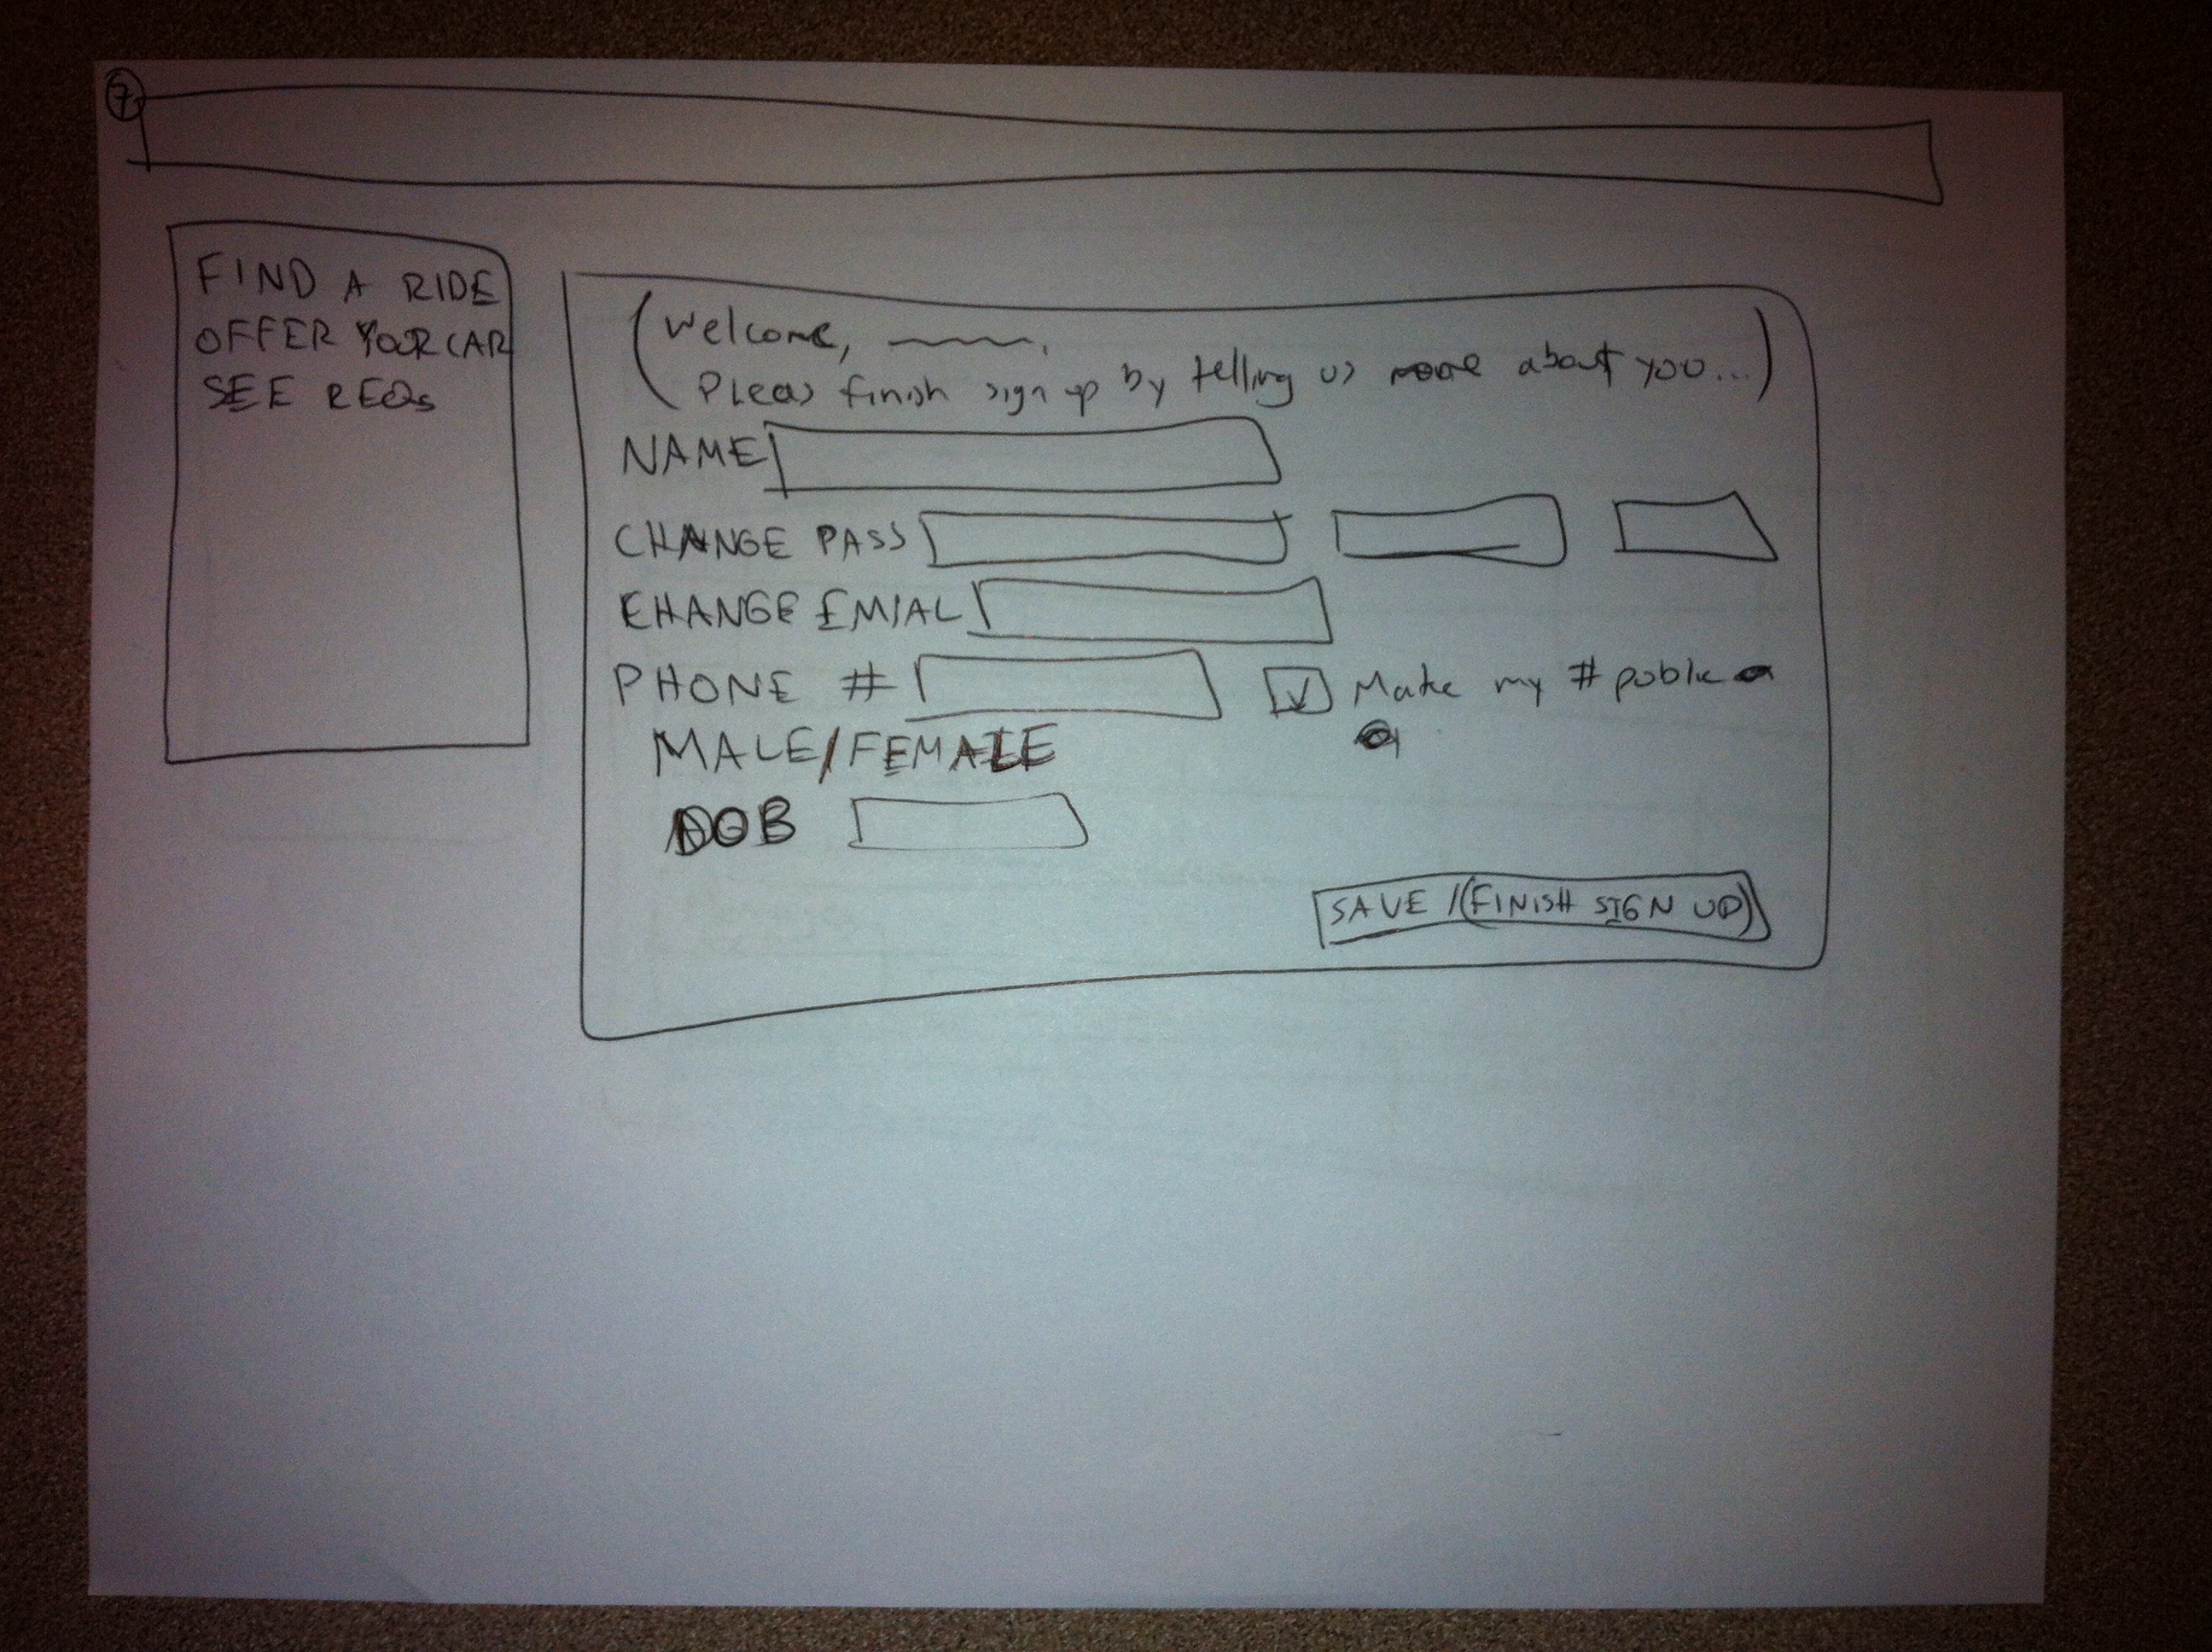 7
FIND A RIDE
OFFER YOUR CAR
SEE REQs
(Welcome,
Pleas finish sign up by telling us more about you...)
NAME
CHANGE PASS
CHANGE EMIAL
PHONE # Make my # public
MALE/FEMALE
DOB
SAVE /(FINISH SIGN UP)